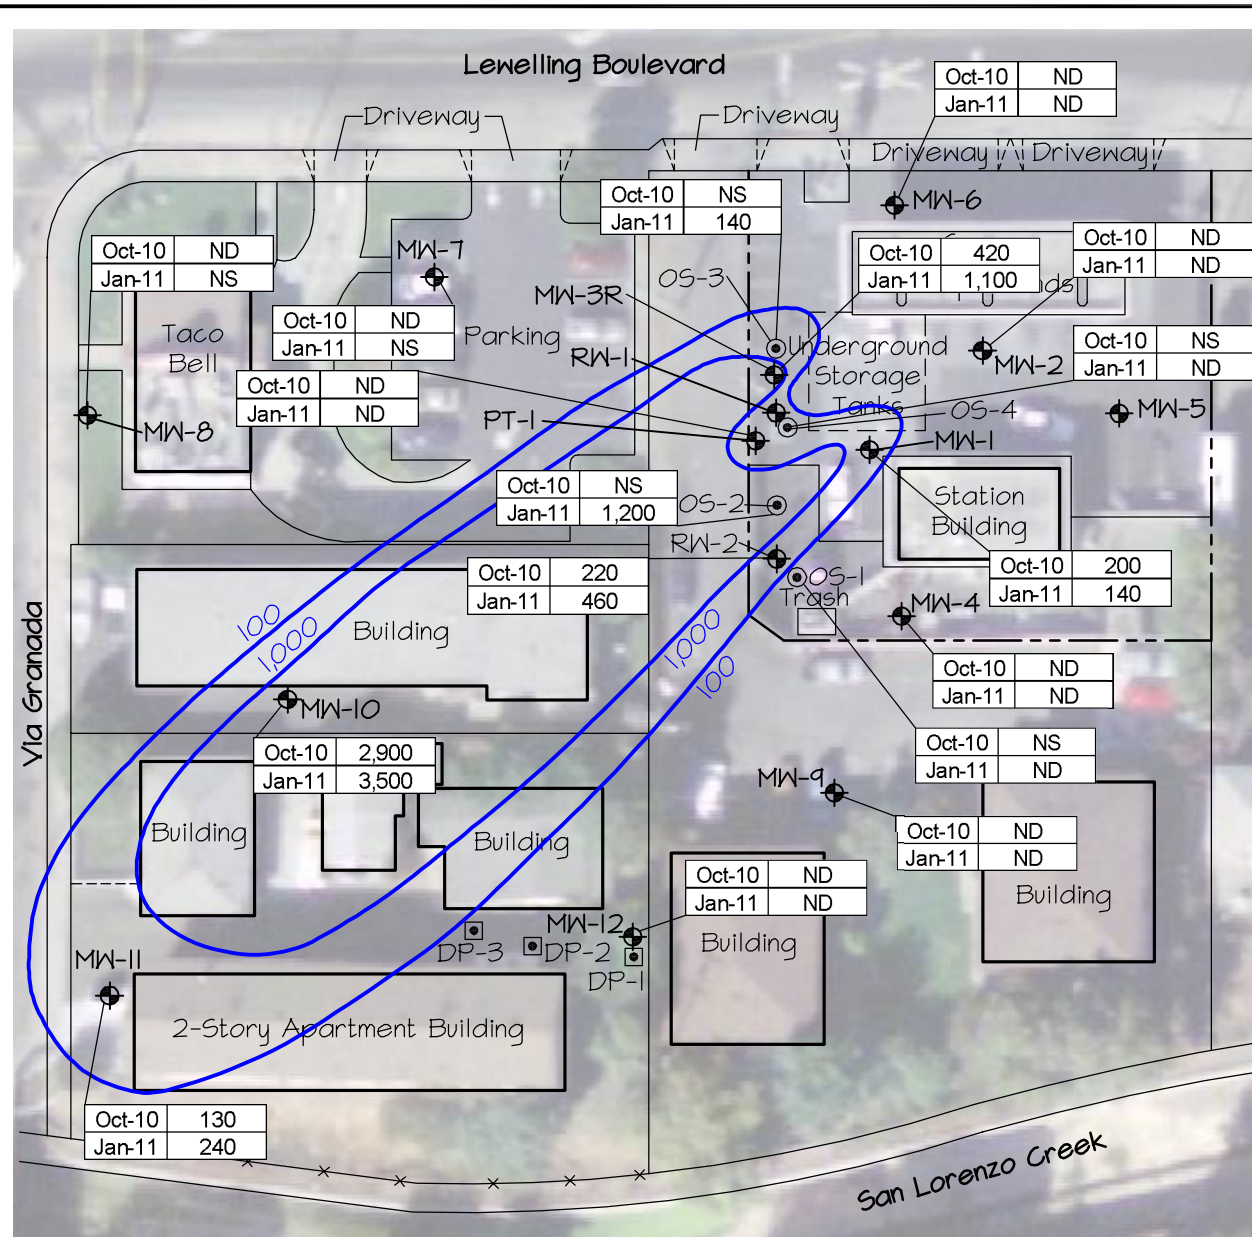 Lewelling Boulevard
Oct-10 ND
Jan-11 ND
Driveway
Driveway
Driveway
Driveway
Oct-10 NS
Jan-11 140
MW-6
Oct-10 ND
Jan-11 NS
MW-7
Oct-10 420
Jan-11 1,100
nds
Oct-10 ND
Jan-11 ND
OS-3
MW-3R
Oct-10 ND
Jan-11 NS
Parking
Taco
Bell
RW-1
Underground
Storage
Tanks
MW-2
Oct-10 NS
Jan-11 ND
Oct-10 ND
Jan-11 ND
MW-8
PT-1
OS-4
MW-1
MW-5
Oct-10 NS
Jan-11 1,200
OS-2
Station
Building
RW-2
Oct-10 220
Jan-11 460
OS-1
Trash
MW-4
Oct-10 200
Jan-11 140
100
1,000
Building
1,000
100
Via Granada
Oct-10 ND
Jan-11 ND
MW-10
Oct-10 2,900
Jan-11 3,500
Oct-10 NS
Jan-11 ND
MW-9
Building
Building
Oct-10 ND
Jan-11 ND
Oct-10 ND
Jan-11 ND
Building
MW-12
DP-3
DP-2
DP-1
Building
MW-11
2-Story Apartment Building
Oct-10 130
Jan-11 240
San Lorenzo Creek